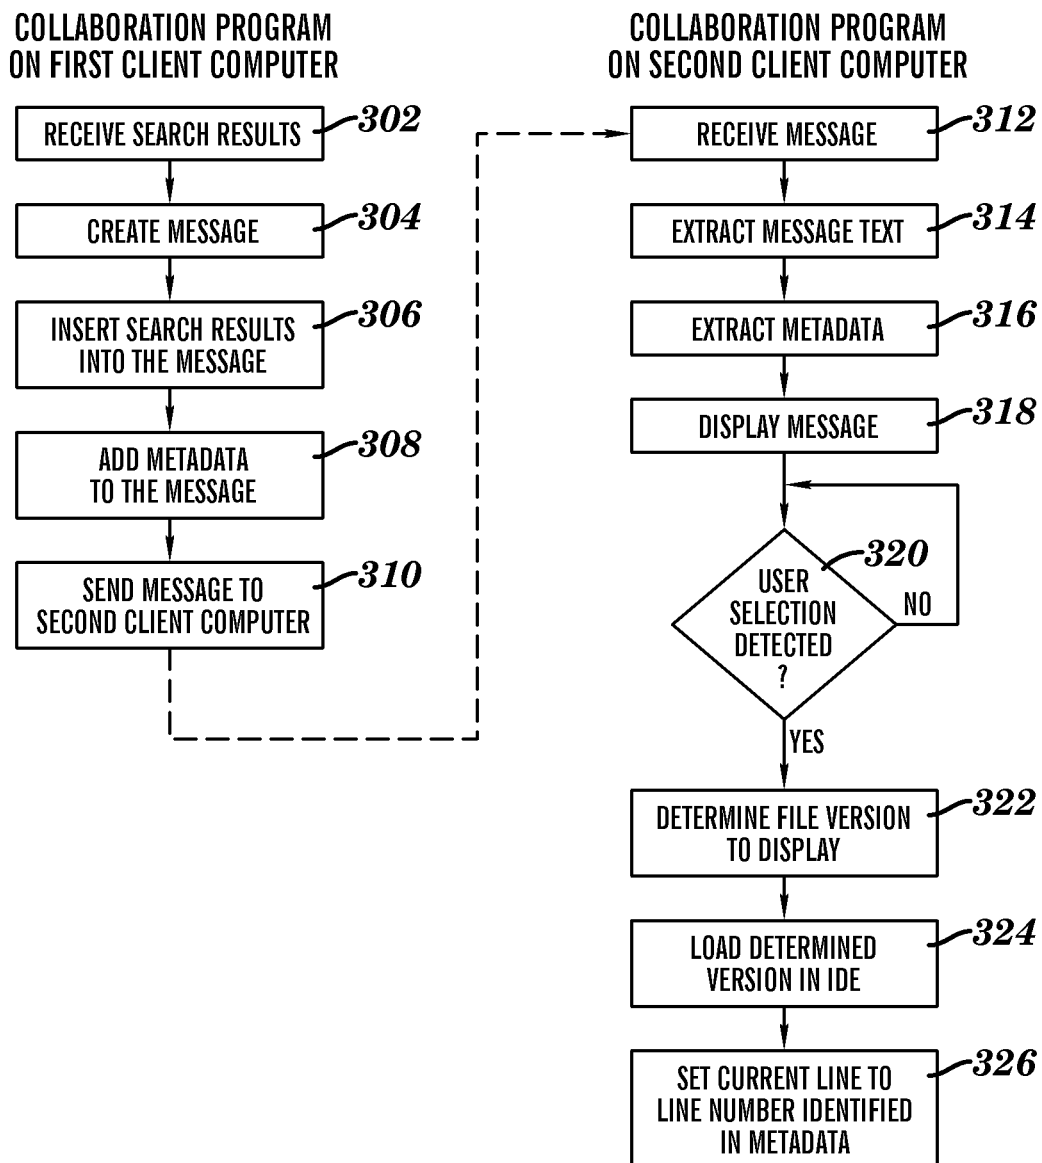 COLLABORATION PROGRAM
ON FIRST CLIENT COMPUTER
RECEIVE SEARCH RESULTS
302
CREATE MESSAGE
304
INSERT SEARCH RESULTS
INTO THE MESSAGE
306
ADD METADATA
TO THE MESSAGE
308
SEND MESSAGE TO
SECOND CLIENT COMPUTER
310
COLLABORATION PROGRAM
ON SECOND CLIENT COMPUTER
RECEIVE MESSAGE
312
EXTRACT MESSAGE TEXT
314
EXTRACT METADATA
316
DISPLAY MESSAGE
318
USER
SELECTION
DETECTED
?
320
NO
YES
DETERMINE FILE VERSION
TO DISPLAY
322
LOAD DETERMINED
VERSION IN IDE
324
SET CURRENT LINE TO
LINE NUMBER IDENTIFIED
IN METADATA
326